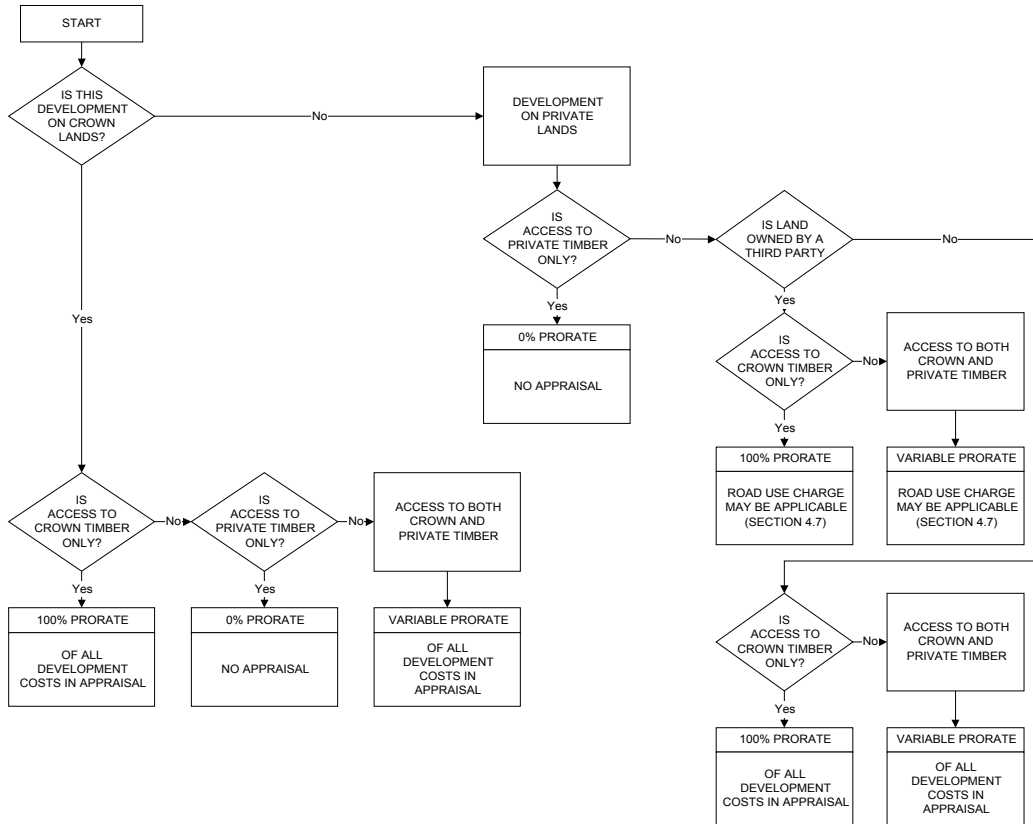 START
IS THIS
DEVELOPMENT
ON CROWN
LANDS?
No
DEVELOPMENT
ON PRIVATE
LANDS
IS
ACCESS TO
PRIVATE TIMBER
ONLY?
No
IS LAND
OWNED BY A
THIRD PARTY
No
Yes
Yes
Yes
0% PRORATE
NO APPRAISAL
IS
ACCESS TO
CROWN TIMBER
ONLY?
No
ACCESS TO BOTH
CROWN AND
PRIVATE TIMBER
Yes
100% PRORATE
ROAD USE CHARGE
MAY BE APPLICABLE
(SECTION 4.7)
VARIABLE PRORATE
ROAD USE CHARGE
MAY BE APPLICABLE
(SECTION 4.7)
IS
ACCESS TO
CROWN TIMBER
ONLY?
No
IS
ACCESS TO
PRIVATE TIMBER
ONLY?
No
ACCESS TO BOTH
CROWN AND
PRIVATE TIMBER
Yes
Yes
100% PRORATE
OF ALL
DEVELOPMENT
COSTS IN APPRAISAL
0% PRORATE
NO APPRAISAL
VARIABLE PRORATE
OF ALL
DEVELOPMENT
COSTS IN
APPRAISAL
IS
ACCESS TO
CROWN TIMBER
ONLY?
No
ACCESS TO BOTH
CROWN AND
PRIVATE TIMBER
Yes
100% PRORATE
OF ALL
DEVELOPMENT
COSTS IN APPRAISAL
VARIABLE PRORATE
OF ALL
DEVELOPMENT
COSTS IN
APPRAISAL